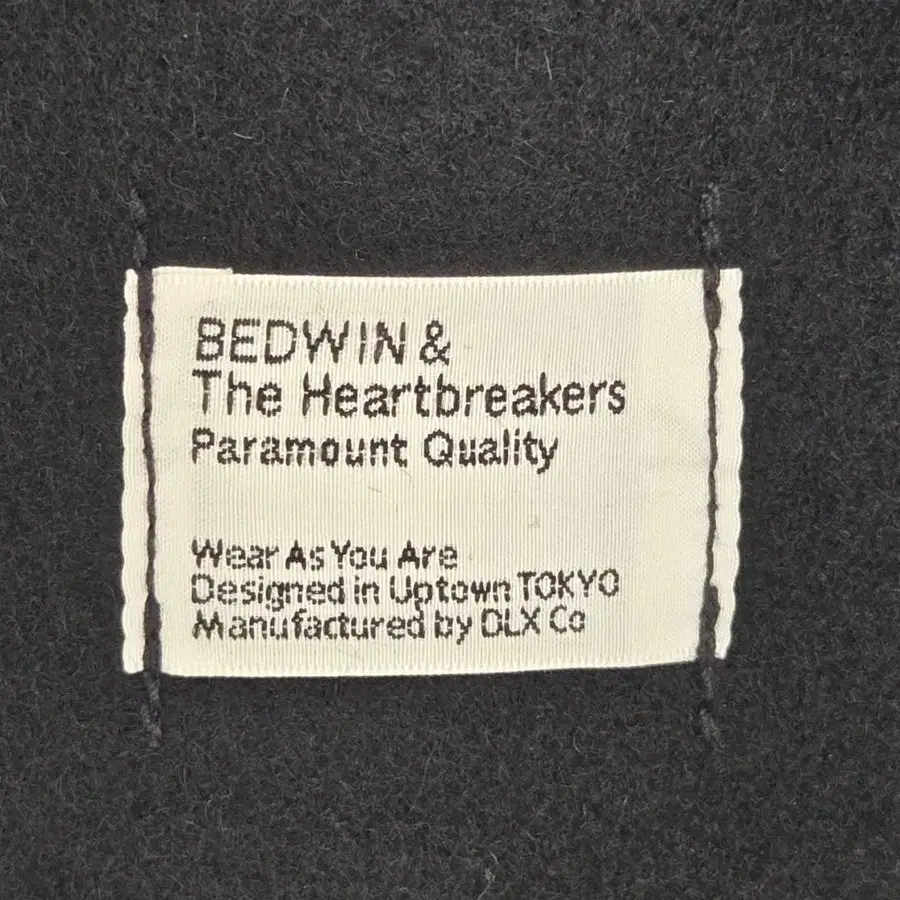 BEDWIN &
The Heartbreakers
Paramount Quality
Wear As You Are
Designed in Uptown TOKYO
Manufactured by DLX Co